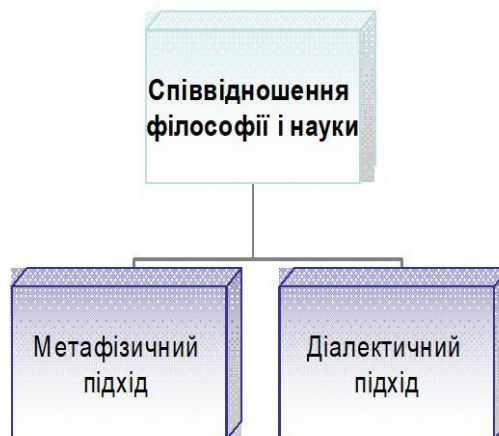 Співвідношення
філософії і науки
Метафізичний
підхід
Діалектичний
підхід